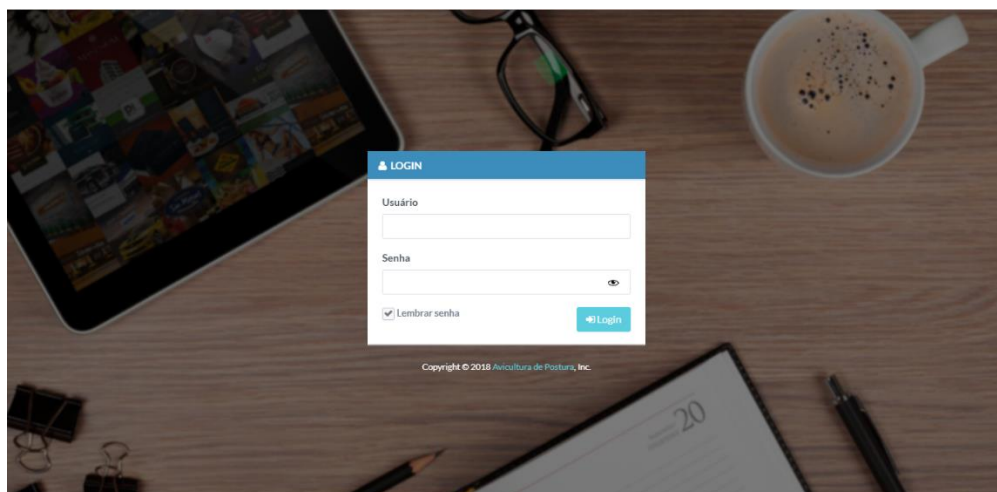 LOGIN
Usuário
Senha
Lembrar senha
Login
Copyright © 2018 Avicultura de Postura, Inc.
20